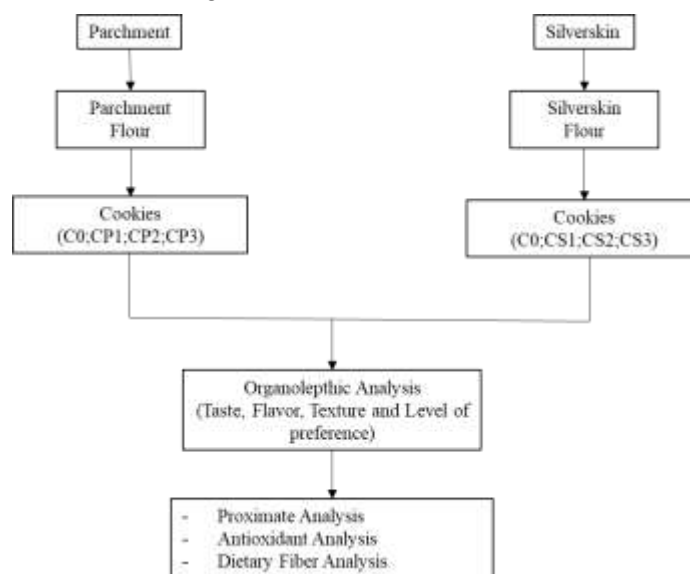 Parchment
Silverskin
Parchment
Flour
Silverskin
Flour
Cookies
(C0;CP1;CP2;CP3)
Cookies
(C0;CS1;CS2;CS3)
Organolepthic Analysis
(Taste, Flavor, Texture and Level of
preference)
- Proximate Analysis
- Antioxidant Analysis
- Dietary Fiber Analysis